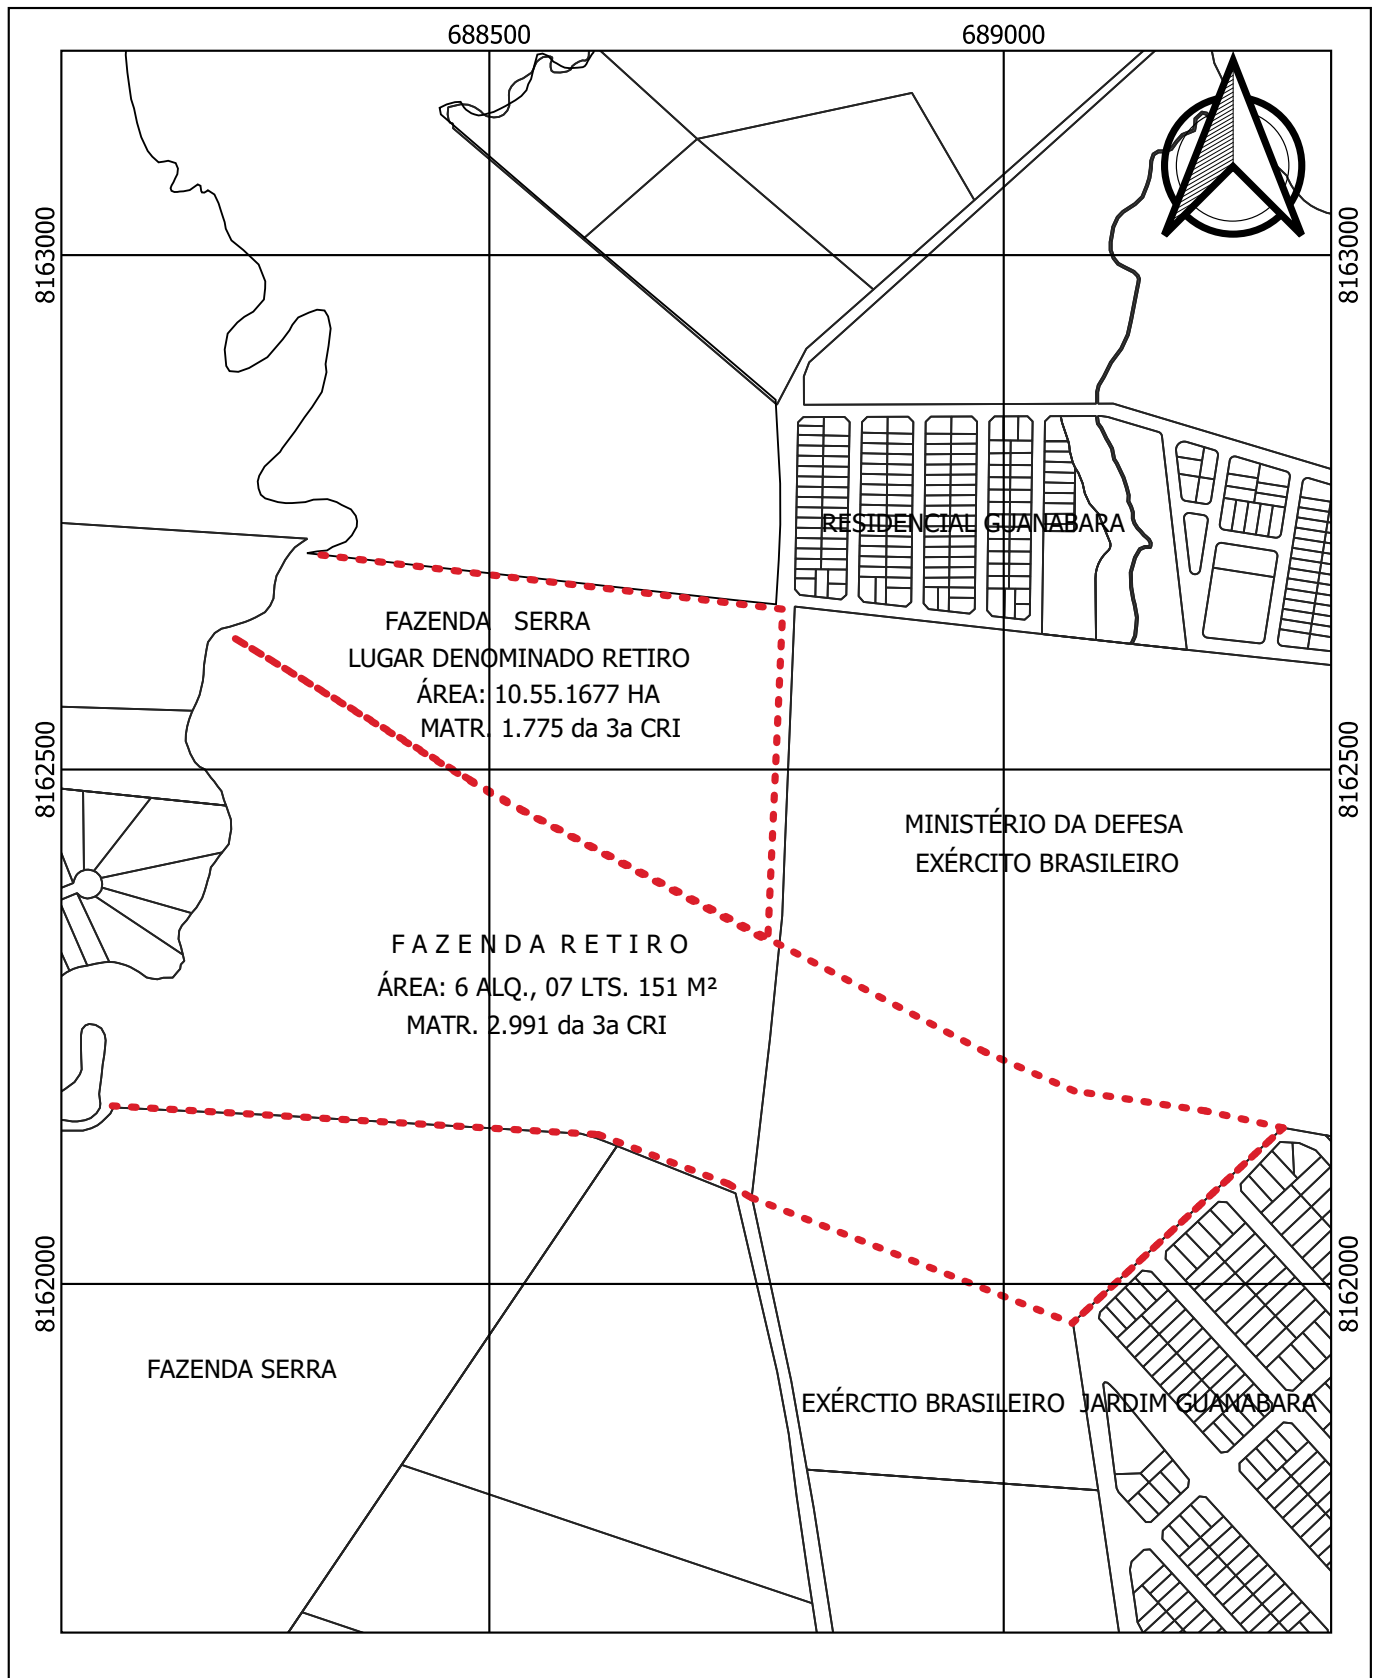 688500
689000
8163000
8163000
RESIDENCIAL GUANABARA
FAZENDA SERRA
LUGAR DENOMINADO RETIRO
ÁREA: 10.55.1677 HA
MATR. 1.775 da 3a CRI
8162500
8162500
MINISTÉRIO DA DEFESA
EXÉRCITO BRASILEIRO
FAZENDA RETIRO
ÁREA: 6 ALQ., 07 LTS. 151 M²
MATR. 2.991 da 3a CRI
8162000
8162000
FAZENDA SERRA
EXÉRCTIO BRASILEIRO JARDIM GUANABARA